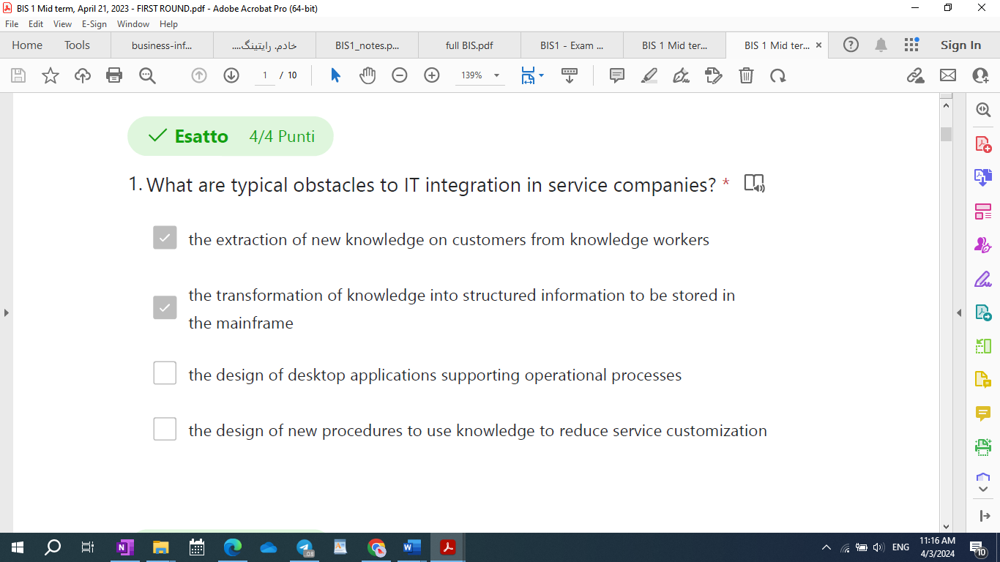 BIS 1 Mid term, April 21, 2023 - FIRST ROUND.pdf - Adobe Acrobat Pro (64-bit)
File Edit View E-Sign Window Help
Home Tools business-inf... خادم. رایتینگ.... BIS1_notes.p... full BIS.pdf BIS1 - Exam ... BIS 1 Mid ter... BIS 1 Mid ter... Sign In
1 / 10 139%
Esatto 4/4 Punti
1. What are typical obstacles to IT integration in service companies? *
the extraction of new knowledge on customers from knowledge workers
the transformation of knowledge into structured information to be stored in
the mainframe
the design of desktop applications supporting operational processes
the design of new procedures to use knowledge to reduce service customization
.08
ENG
11:16 AM
4/3/2024
10